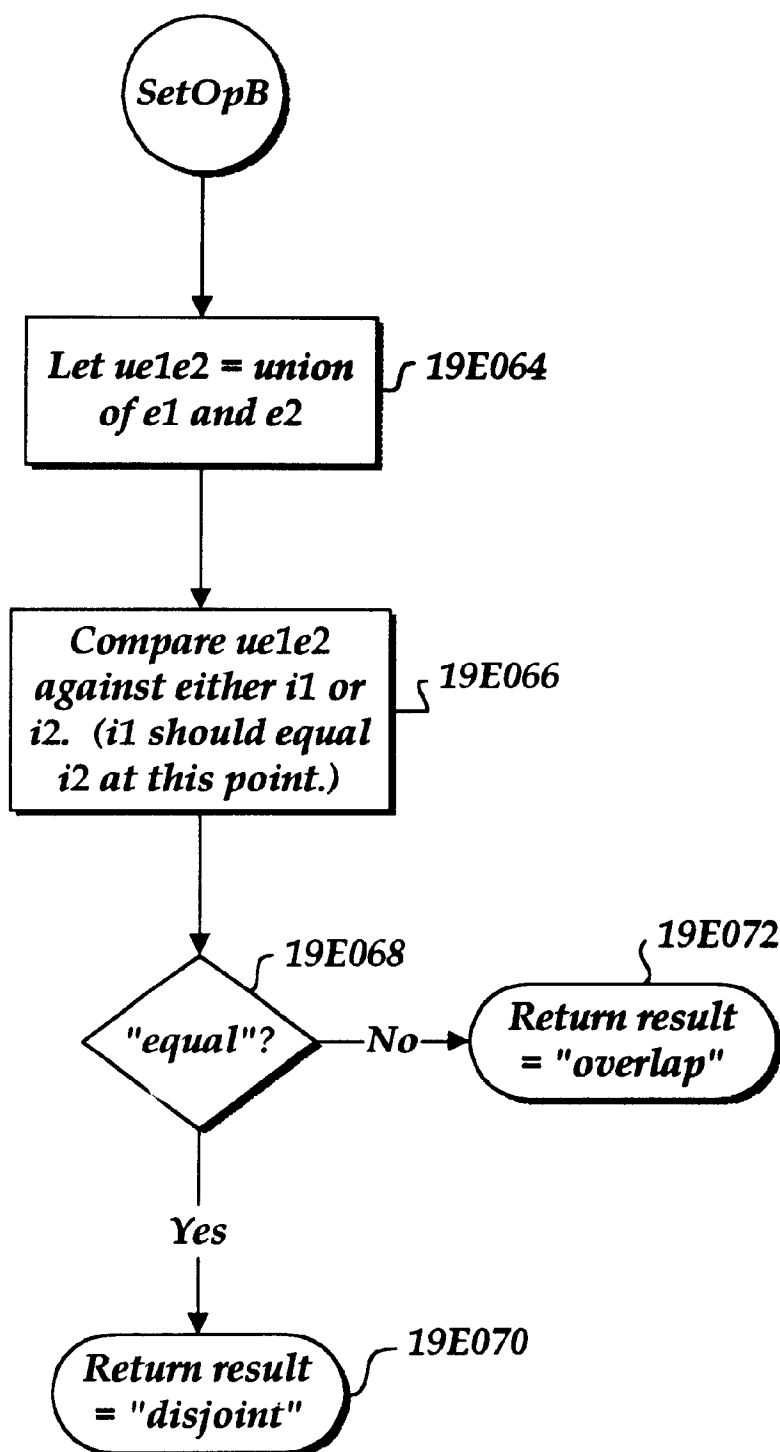 SetOpB
Let ue1e2 = union
of e1 and e2
19E064
Compare ue1e2
against either i1 or
i2. (i1 should equal
i2 at this point.)
19E066
19E068
"equal"?
No
19E072
Return result
= "overlap"
Yes
19E070
Return result
= "disjoint"